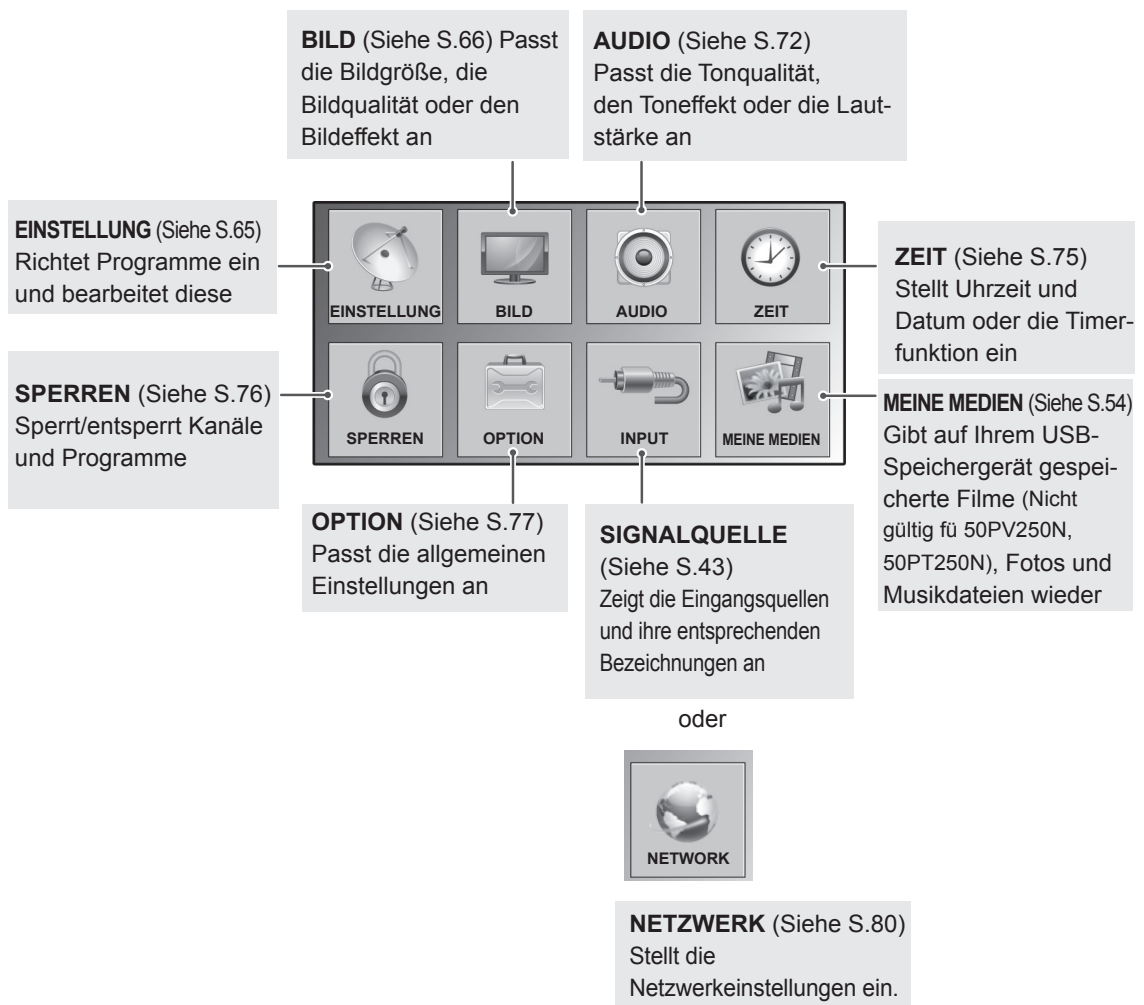 BILD (Siehe S.66) Passt
die Bildgröße, die
Bildqualität oder den
Bildeffekt an
AUDIO (Siehe S.72)
Passt die Tonqualität,
den Toneffekt oder die Laut-
stärke an
EINSTELLUNG (Siehe S.65)
Richtet Programme ein
und bearbeitet diese
EINSTELLUNG
BILD
AUDIO
ZEIT
ZEIT (Siehe S.75)
Stellt Uhrzeit und
Datum oder die Timer-
funktion ein
SPERREN (Siehe S.76)
Sperrt/entsperrt Kanäle
und Programme
SPERREN
OPTION
INPUT
MEINE MEDIEN
MEINE MEDIEN (Siehe S.54)
Gibt auf Ihrem USB-
Speichergerät gespei-
cherte Filme (Nicht
gültig fü 50PV250N,
50PT250N), Fotos und
Musikdateien wieder
OPTION (Siehe S.77)
Passt die allgemeinen
Einstellungen an
SIGNALQUELLE
(Siehe S.43)
Zeigt die Eingangsquellen
und ihre entsprechenden
Bezeichnungen an
oder
NETWORK
NETZWERK (Siehe S.80)
Stellt die
Netzwerkeinstellungen ein.